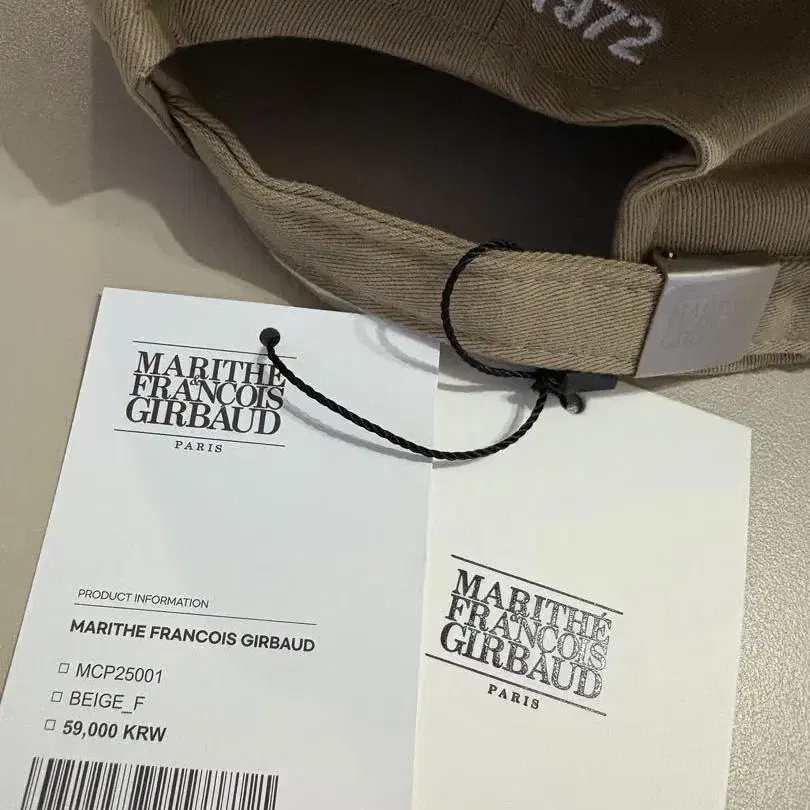 1972
MARITHE
FRANCOIS
&
GIRBAUD
PARIS
PRODUCT INFORMATION
MARITHE FRANCOIS GIRBAUD
MCP25001
BEIGE_F
59,000 KRW
MARITHÉ
FRANCOIS
&
GIRBAUD
PARIS